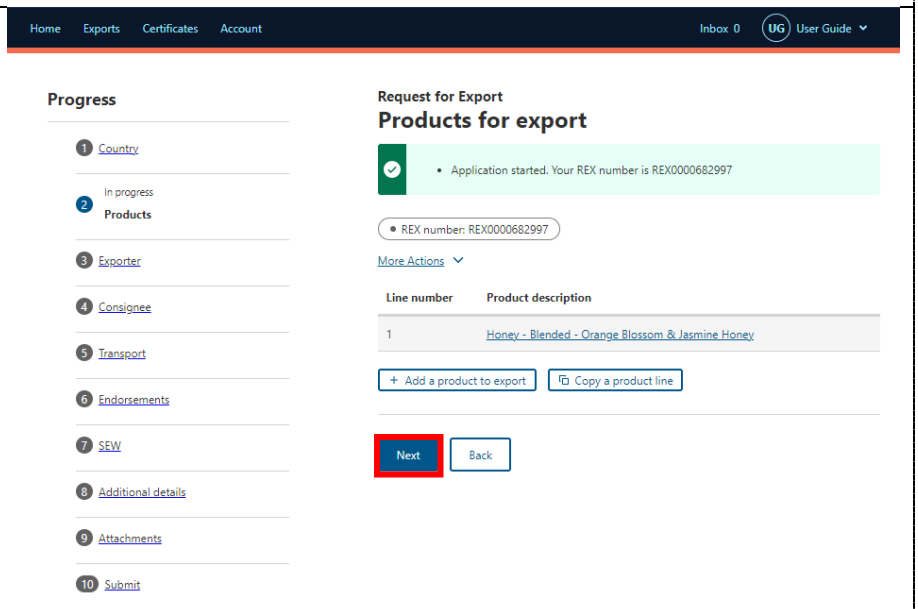 Home Exports Certificates Account Inbox 0 UG User Guide
Progress
1 Country
In progress
2 Products
3 Exporter
4 Consignee
5 Transport
6 Endorsements
7 SEW
8 Additional details
9 Attachments
10 Submit
Request for Export
Products for export
• Application started. Your REX number is REX0000682997
• REX number: REX0000682997
More Actions
Line number Product description
1 Honey - Blended - Orange Blossom & Jasmine Honey
+ Add a product to export Copy a product line
Next Back